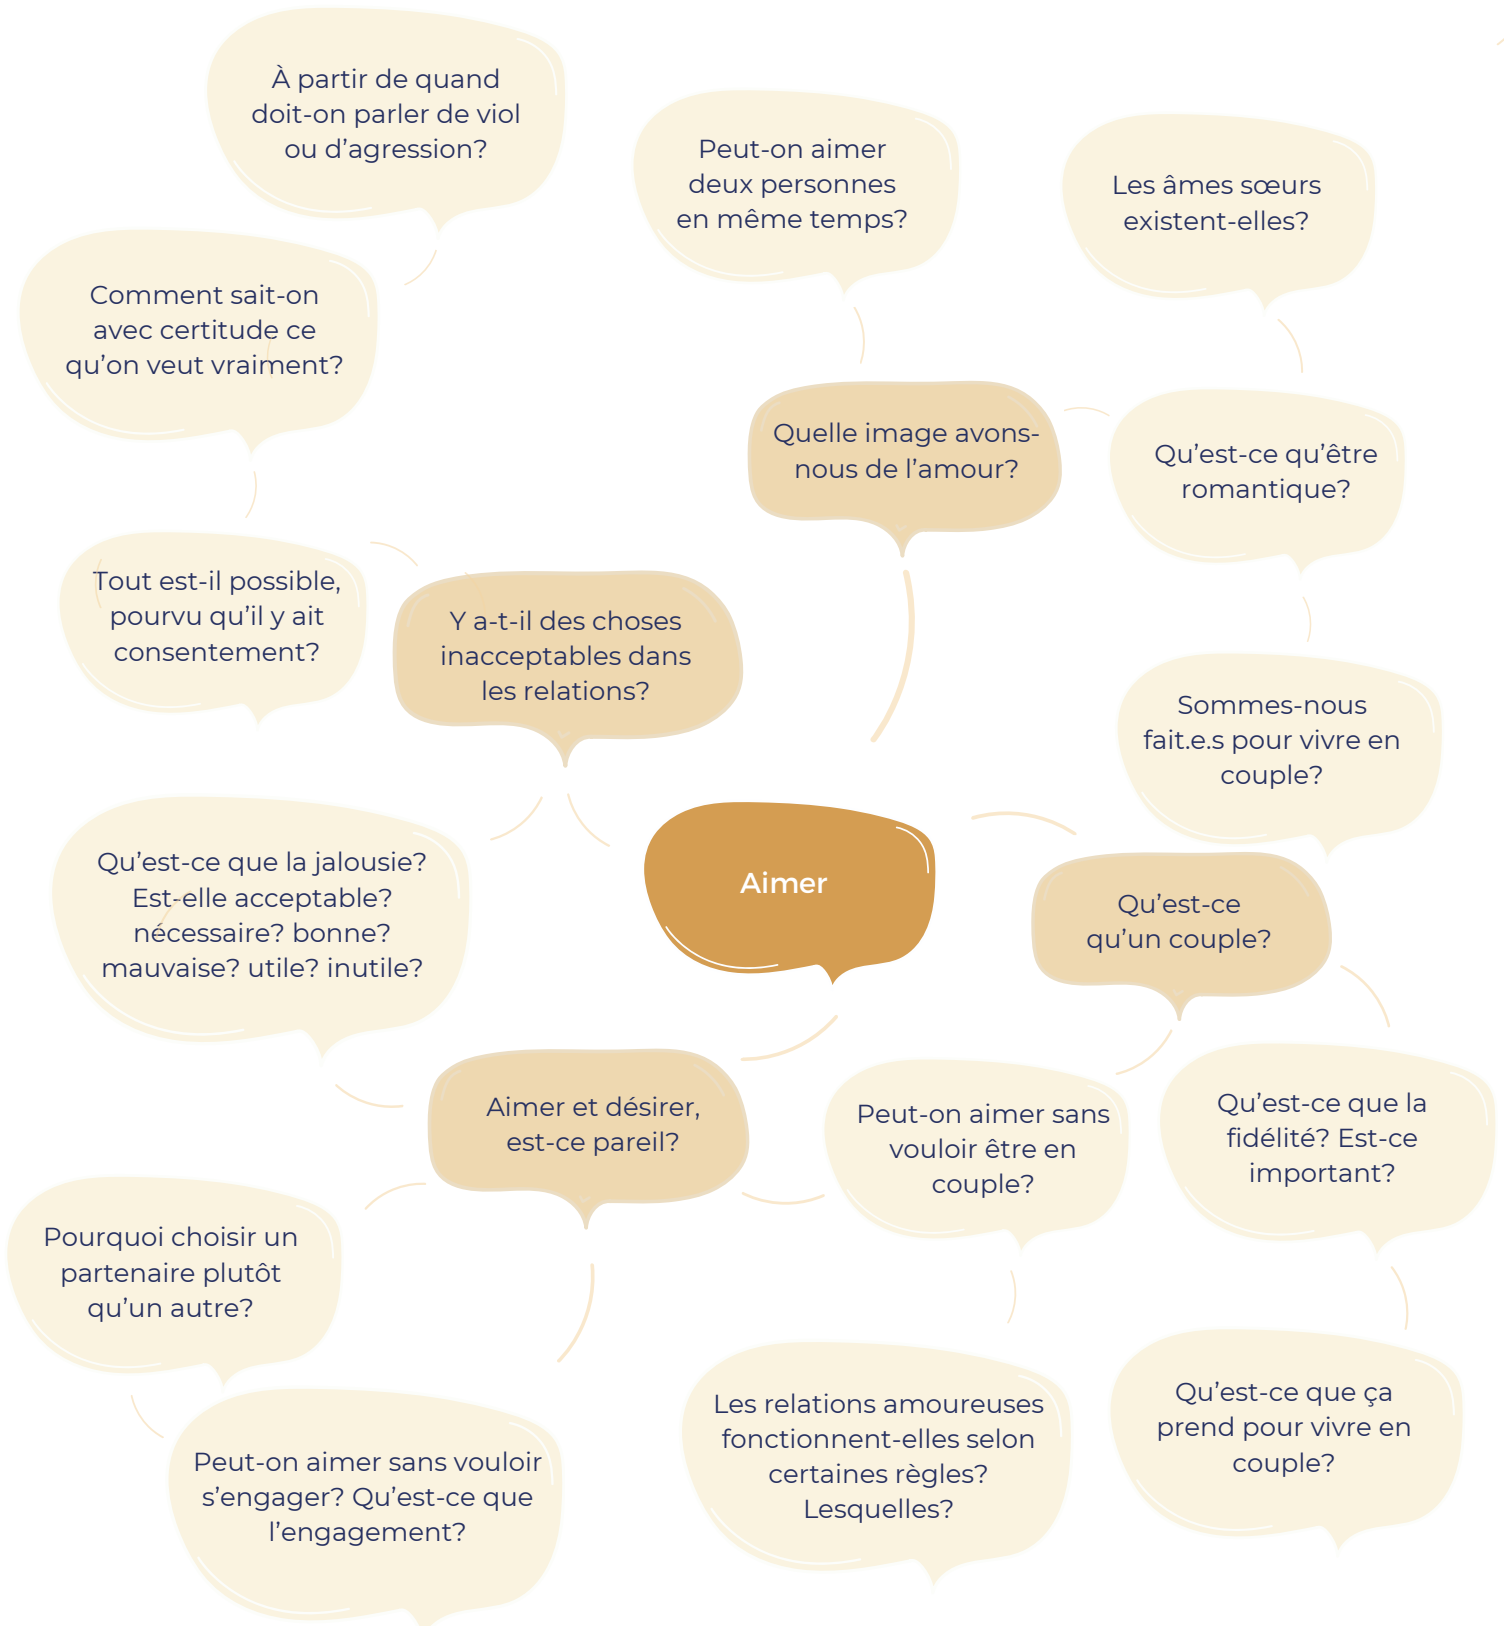 À partir de quand
doit-on parler de viol
ou d’agression?
Peut-on aimer
deux personnes
en même temps?
Les âmes sœurs
existent-elles?
Comment sait-on
avec certitude ce
qu’on veut vraiment?
Quelle image avons-
nous de l’amour?
Qu’est-ce qu’être
romantique?
Tout est-il possible,
pourvu qu’il y ait
consentement?
Y a-t-il des choses
inacceptables dans
les relations?
Sommes-nous
fait.e.s pour vivre en
couple?
Qu’est-ce que la jalousie?
Est-elle acceptable?
nécessaire? bonne?
mauvaise? utile? inutile?
Aimer
Qu’est-ce
qu’un couple?
Aimer et désirer,
est-ce pareil?
Peut-on aimer sans
vouloir être en
couple?
Qu’est-ce que la
fidélité? Est-ce
important?
Pourquoi choisir un
partenaire plutôt
qu’un autre?
Peut-on aimer sans vouloir
s’engager? Qu’est-ce que
l’engagement?
Les relations amoureuses
fonctionnent-elles selon
certaines règles?
Lesquelles?
Qu’est-ce que ça
prend pour vivre en
couple?